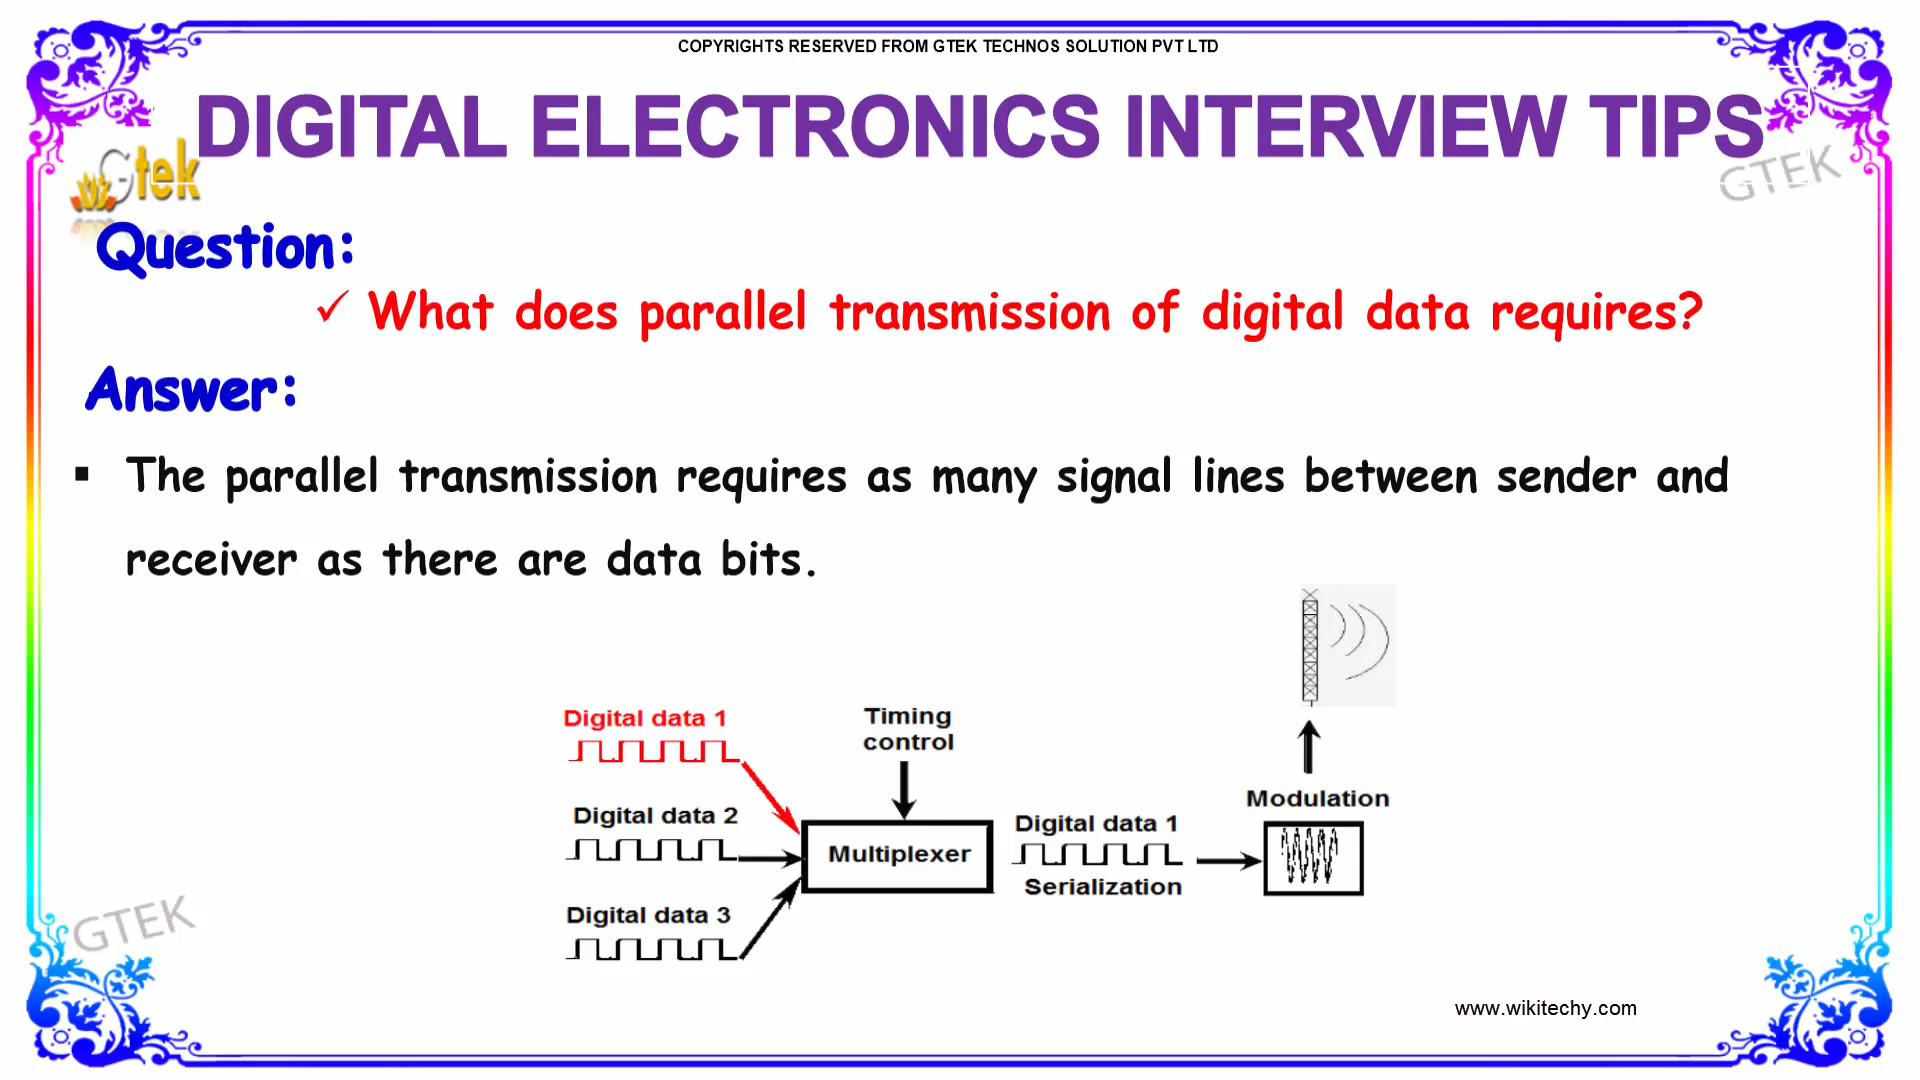 COPYRIGHTS RESERVED FROM GTEK TECHNOS SOLUTION PVT LTD
DIGITAL ELECTRONICS INTERVIEW TIPS
Gtek
GTEK
Question:
✓ What does parallel transmission of digital data requires?
Answer:
▪ The parallel transmission requires as many signal lines between sender and
receiver as there are data bits.
Digital data 1
Timing
control
Modulation
Digital data 2
Digital data 1
Multiplexer
Serialization
Digital data 3
GTEK
www.wikitechy.com